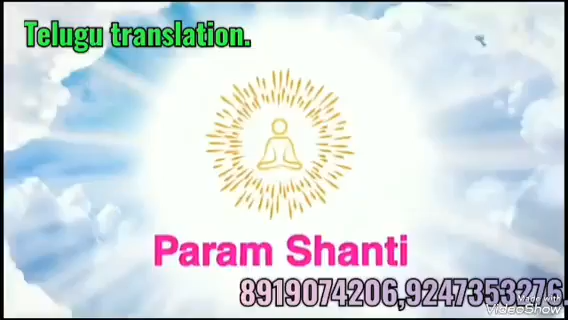 Telugu translation.
Param Shanti
8919074206,9247353276.
Made with
VideoShow